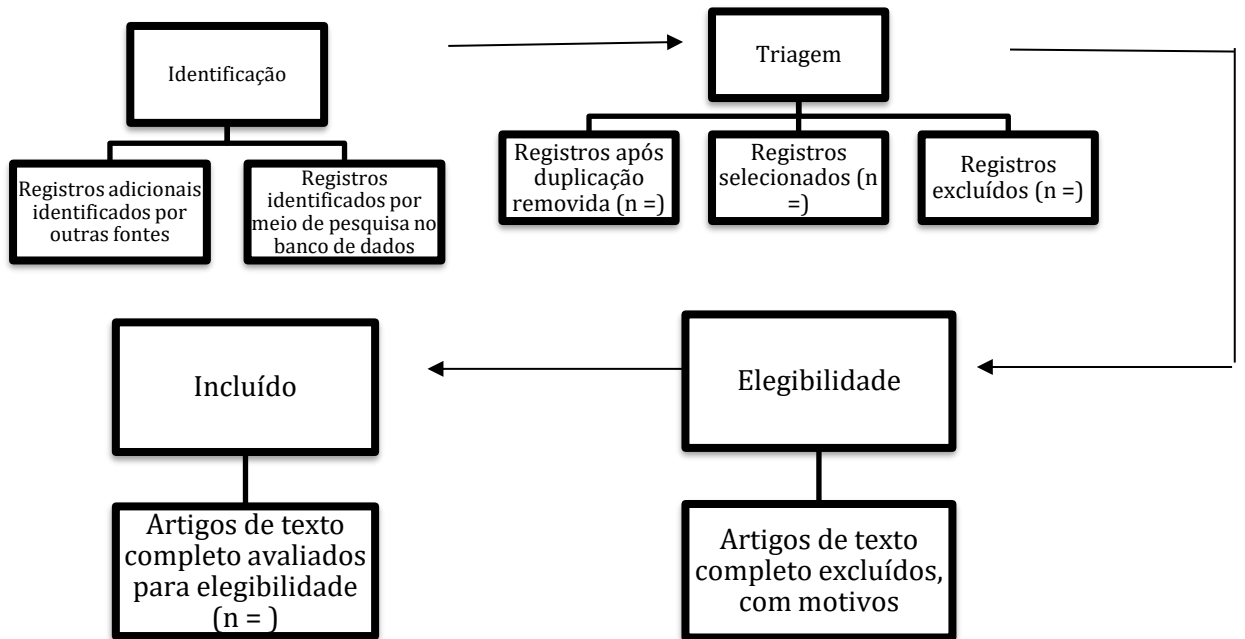 Identificação
Registros adicionais
identificados por
outras fontes
Registros
identificados por
meio de pesquisa no
banco de dados
Triagem
Registros após
duplicação
removida (n =)
Registros
selecionados (n
=)
Registros
excluídos (n =)
Incluído
Artigos de texto
completo avaliados
para elegibilidade
(n = )
Elegibilidade
Artigos de texto
completo excluídos,
com motivos